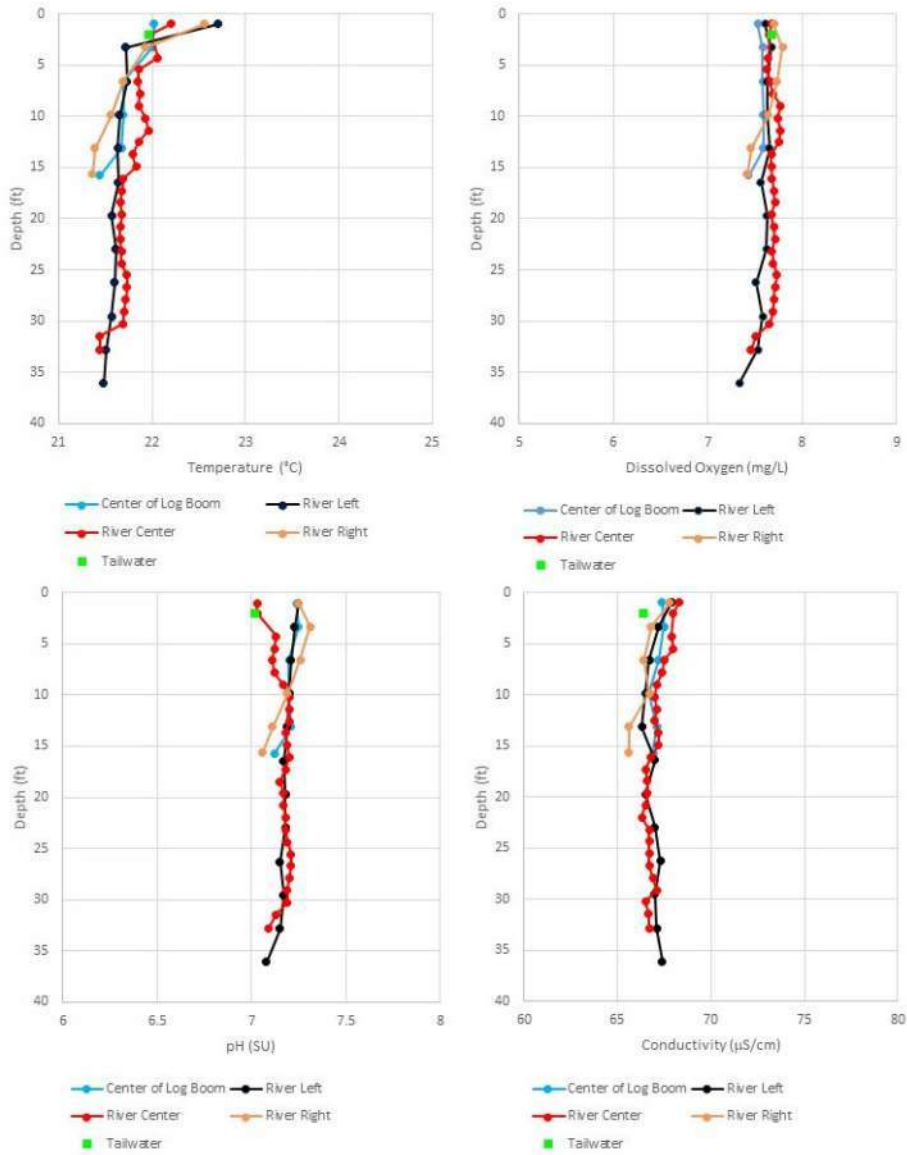 0
5
10
15
20
25
30
35
40
Depth (ft)
21 22 23 24 25
Temperature (°C)
Center of Log Boom River Left
River Center River Right
Tailwater
0
5
10
15
20
25
30
35
40
Depth (ft)
5 6 7 8 9
Dissolved Oxygen (mg/L)
Center of Log Boom River Left
River Center River Right
Tailwater
0
5
10
15
20
25
30
35
40
Depth (ft)
6 6.5 7 7.5 8
pH (SU)
Center of Log Boom River Left
River Center River Right
Tailwater
0
5
10
15
20
25
30
35
40
Depth (ft)
60 65 70 75 80
Conductivity (µS/cm)
Center of Log Boom River Left
River Center River Right
Tailwater